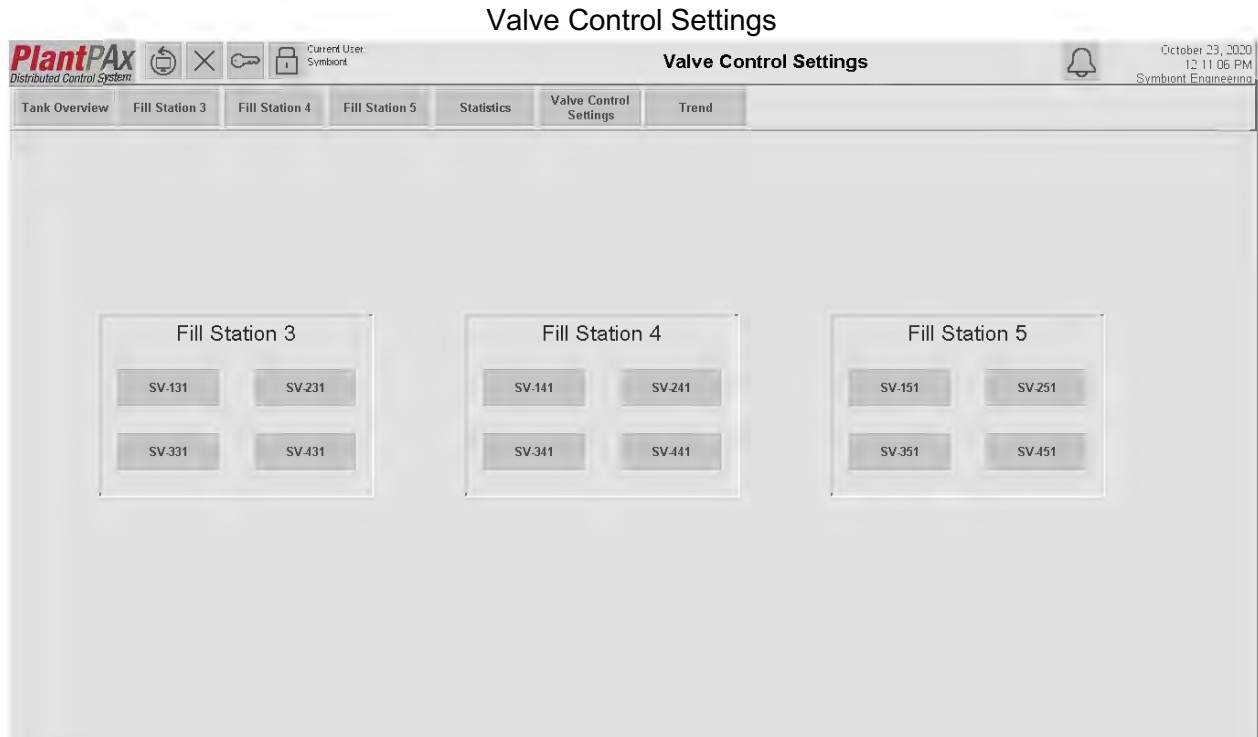 Valve Control Settings
PlantPAx
Distributed Control System
Current User:
Symbiont
Valve Control Settings
October 23, 2020
12 11 06 PM
Symbiont Engineering
Tank Overview
Fill Station 3
Fill Station 4
Fill Station 5
Statistics
Valve Control
Settings
Trend
Fill Station 3
SV-131
SV-231
SV-331
SV-431
Fill Station 4
SV-141
SV-241
SV-341
SV-441
Fill Station 5
SV-151
SV-251
SV-351
SV-451